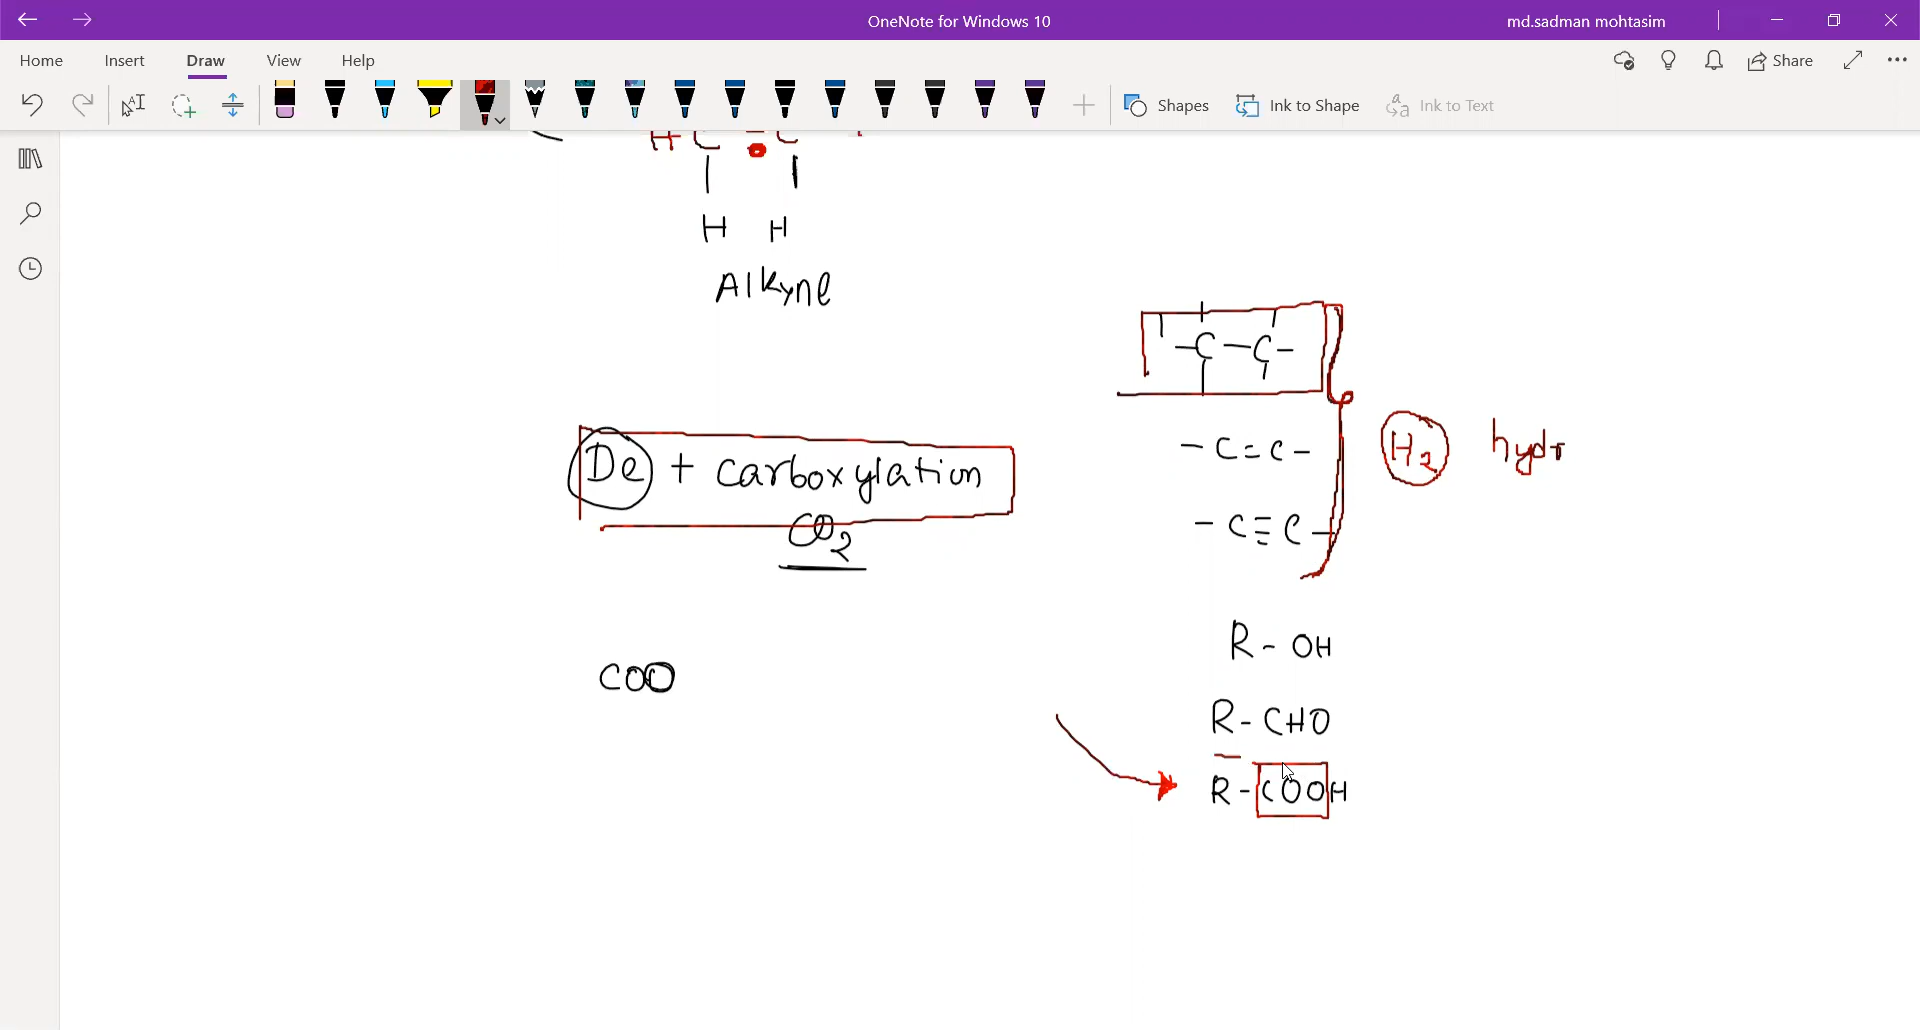 OneNote for Windows 10
md.sadman mohtasim
Home Insert Draw View Help
Share
Shapes Ink to Shape Ink to Text
H C C
H H
Alkyne
-C-C-
De + carboxylation
CO2
-C=C-
H2 hydr
-C≡C-
R-OH
COO
R-CHO
R-COOH